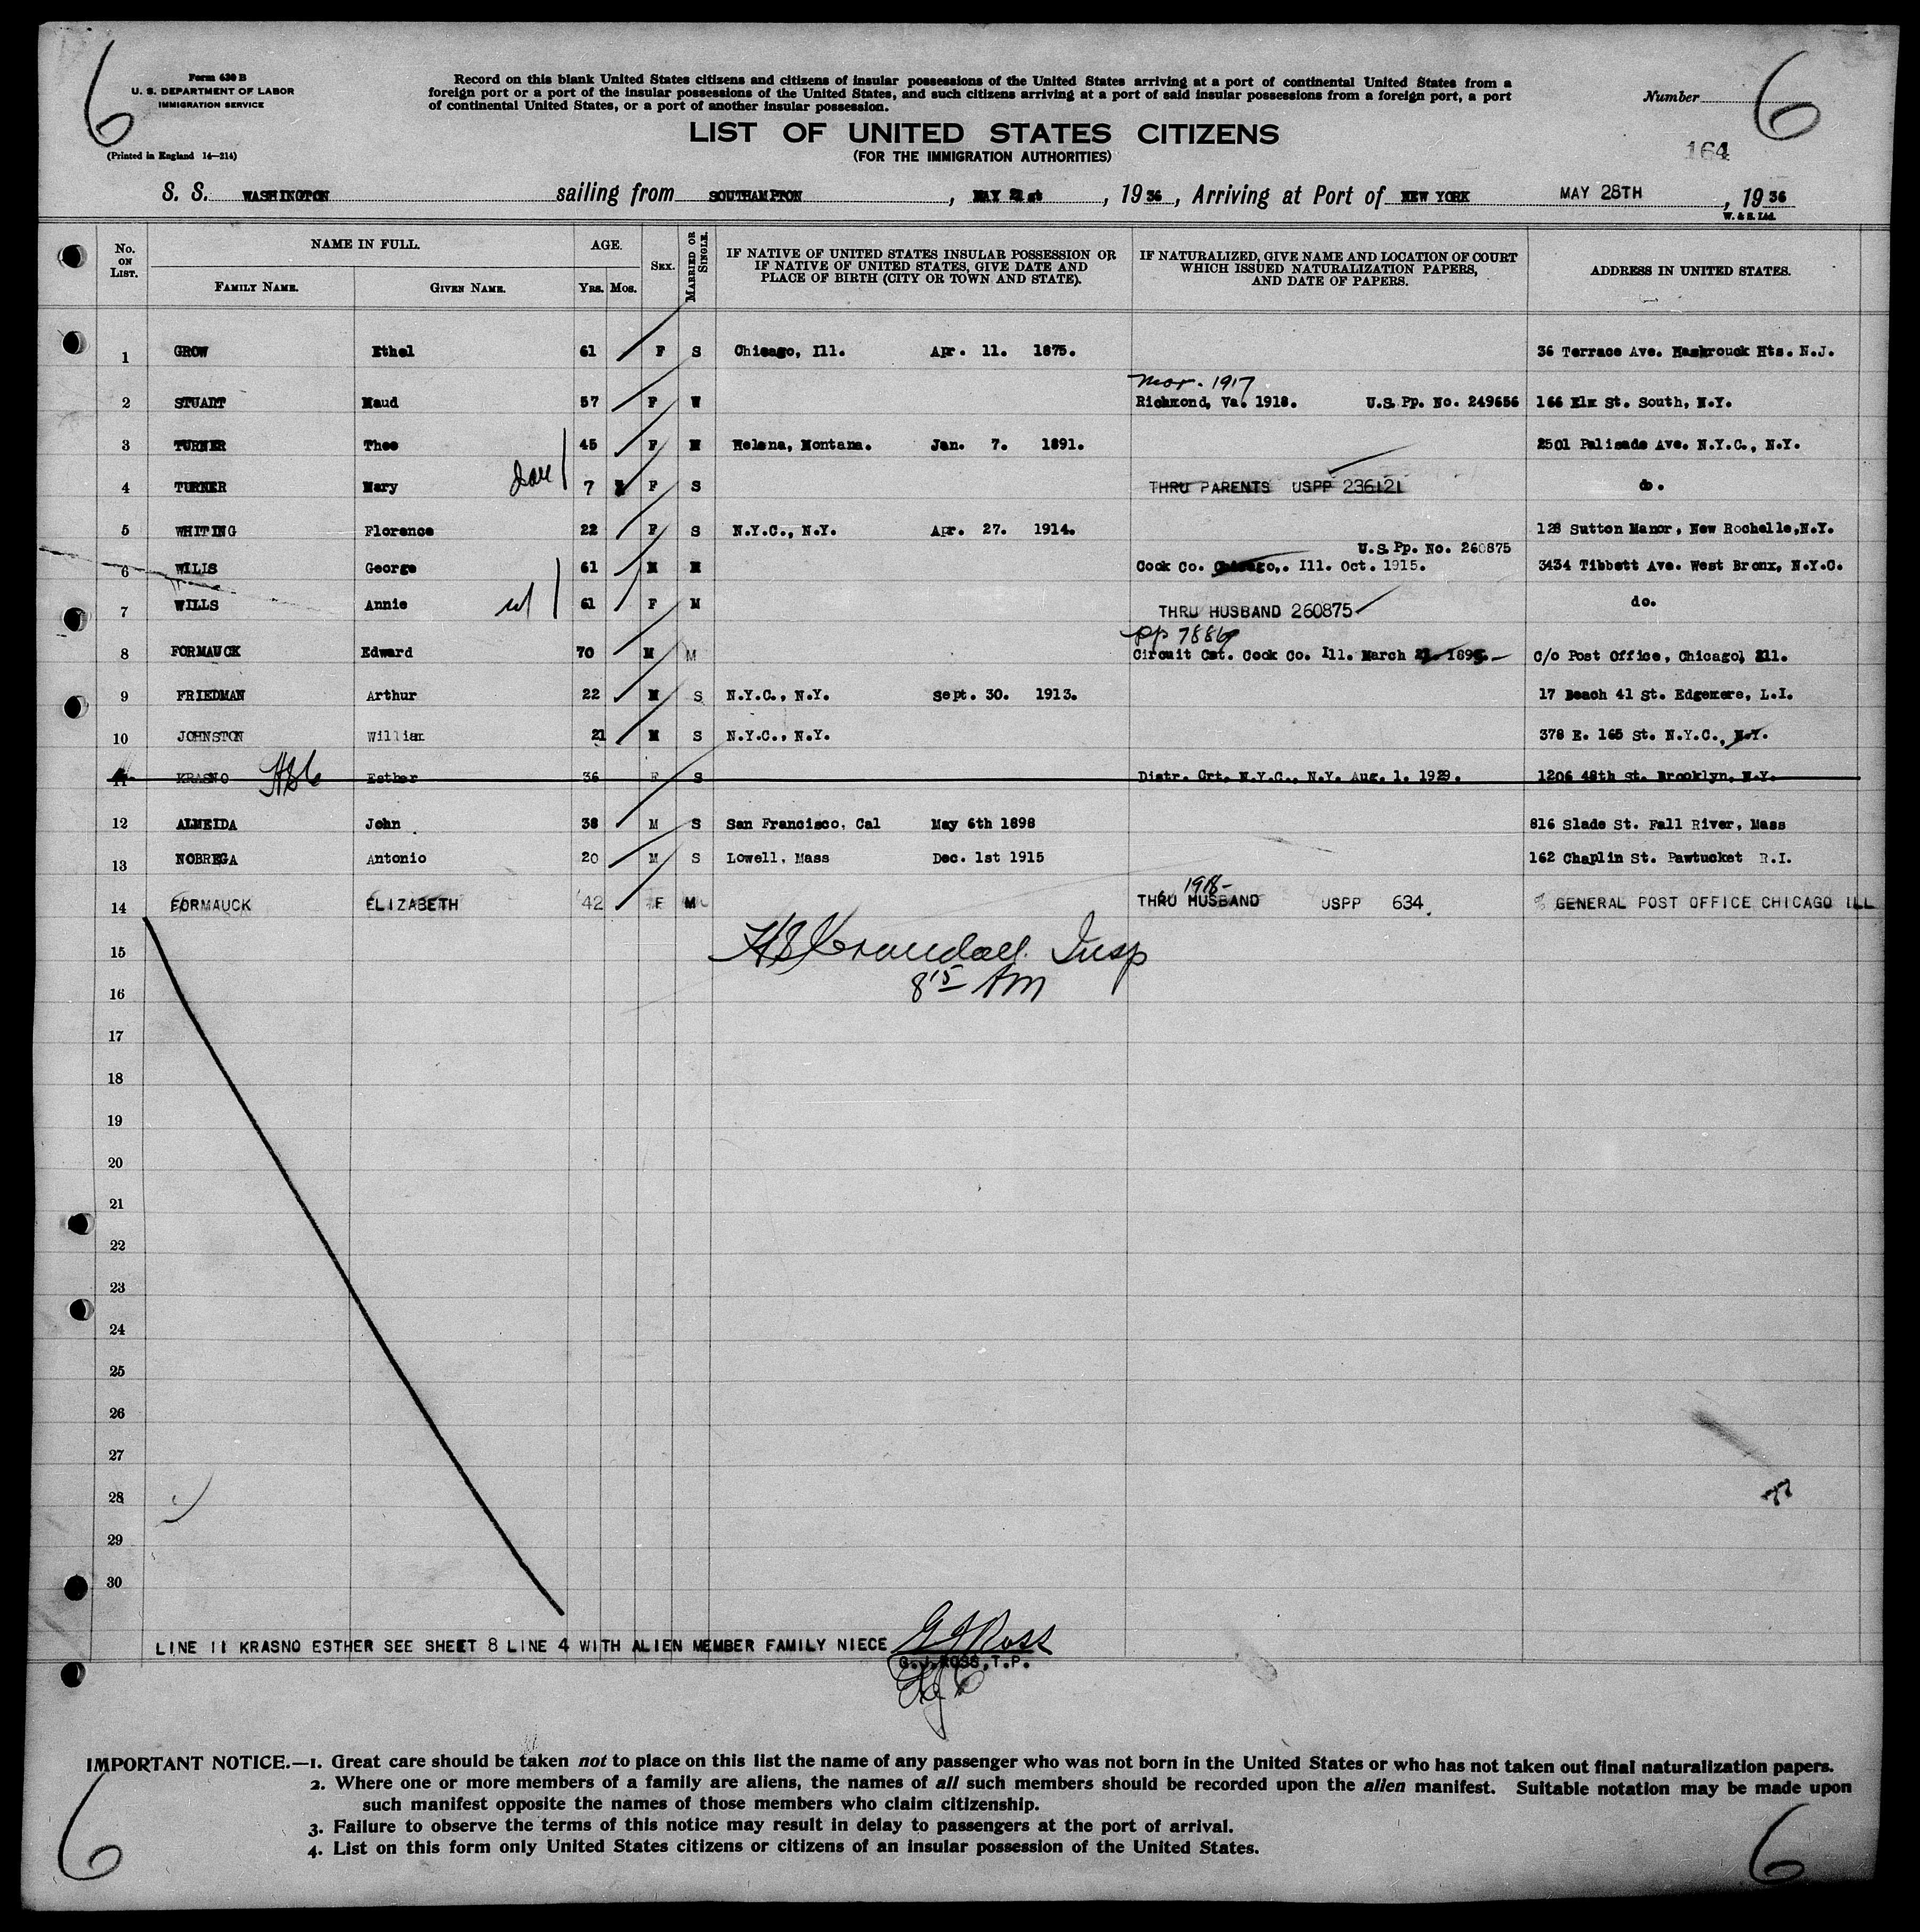 6
6
Form 630 B
U. S. DEPARTMENT OF LABOR
IMMIGRATION SERVICE
(Printed in England 14—214)
Record on this blank United States citizens and citizens of insular possessions of the United States arriving at a port of continental United States from a
foreign port or a port of the insular possessions of the United States, and such citizens arriving at a port of said insular possessions from a foreign port, a port
of continental United States, or a port of another insular possession.
Number
LIST OF UNITED STATES CITIZENS
(FOR THE IMMIGRATION AUTHORITIES)
164
S. S. WASHINGTON sailing from SOUTHAMPTON, MAY 21st, 1936, Arriving at Port of NEW YORK MAY 28TH, 1936
W. & S. Ltd.
No. ON LIST. NAME IN FULL. FAMILY NAME. GIVEN NAME. AGE. YRS. MOS. SEX. MARRIED OR SINGLE. IF NATIVE OF UNITED STATES INSULAR POSSESSION OR IF NATIVE OF UNITED STATES, GIVE DATE AND PLACE OF BIRTH (CITY OR TOWN AND STATE). IF NATURALIZED, GIVE NAME AND LOCATION OF COURT WHICH ISSUED NATURALIZATION PAPERS, AND DATE OF PAPERS. ADDRESS IN UNITED STATES.
1 GROW Ethel 61 F S Chicago, Ill. Apr. 11. 1875. 36 Terrace Ave. Hasbrouck Hts. N.J.
Mar. 1917
2 STUART Maud 57 F W Richmond, Va. 1918. U.S.Pp. No. 249656 166 Elm St. South, N.Y.
3 TURNER Theo 45 F M Helena, Montana. Jan. 7. 1891. 2501 Palisade Ave. N.Y.C., N.Y.
4 TURNER Mary dau 7 F S THRU PARENTS USPP 236121 do.
5 WHITING Florence 22 F S N.Y.C., N.Y. Apr. 27. 1914. 128 Sutton Manor, New Rochelle,N.Y.
U.S.Pp. No. 260875
6 WILLS George 61 M M Cook Co. Chicago,. Ill. Oct. 1915. 3434 Tibbett Ave. West Bronx, N.Y.C.
7 WILLS Annie wf 61 F M THRU HUSBAND 260875 do.
8 FORMAUCK Edward 70 M M Circuit Cst. Cook Co. Ill. March c/o Post Office, Chicago, Ill.
9 FRIEDMAN Arthur 22 M S N.Y.C., N.Y. Sept. 30. 1913. 17 Beach 41 St. Edgemere, L.I.
10 JOHNSTON William 21 M S N.Y.C., N.Y. 378 E. 165 St. N.Y.C., N.Y.
11 KRASNO Esther 36 F S Distr. Crt. N.Y.C., N.Y. Aug. 1. 1929. 1206 48th St. Brooklyn, N.Y.
12 ALMEIDA John 38 M S San Francisco, Cal May 6th 1898 816 Slade St. Fall River, Mass
13 NOBREGA Antonio 20 M S Lowell, Mass Dec. 1st 1915 162 Chaplin St. Pawtucket R.I.
14 FORMAUCK ELIZABETH 42 F M THRU HUSBAND USPP 634 GENERAL POST OFFICE CHICAGO ILL
15 HS Crandall Insp
8 15 AM
16
17
18
19
20
21
22
23
24
25
26
27
28
29
30
LINE 11 KRASNO ESTHER SEE SHEET 8 LINE 4 WITH ALIEN MEMBER FAMILY NIECE G J Ross
G.J.ROSS,T.P.
IMPORTANT NOTICE.—1. Great care should be taken not to place on this list the name of any passenger who was not born in the United States or who has not taken out final naturalization papers.
2. Where one or more members of a family are aliens, the names of all such members should be recorded upon the alien manifest. Suitable notation may be made upon
such manifest opposite the names of those members who claim citizenship.
3. Failure to observe the terms of this notice may result in delay to passengers at the port of arrival.
4. List on this form only United States citizens or citizens of an insular possession of the United States.
6
6